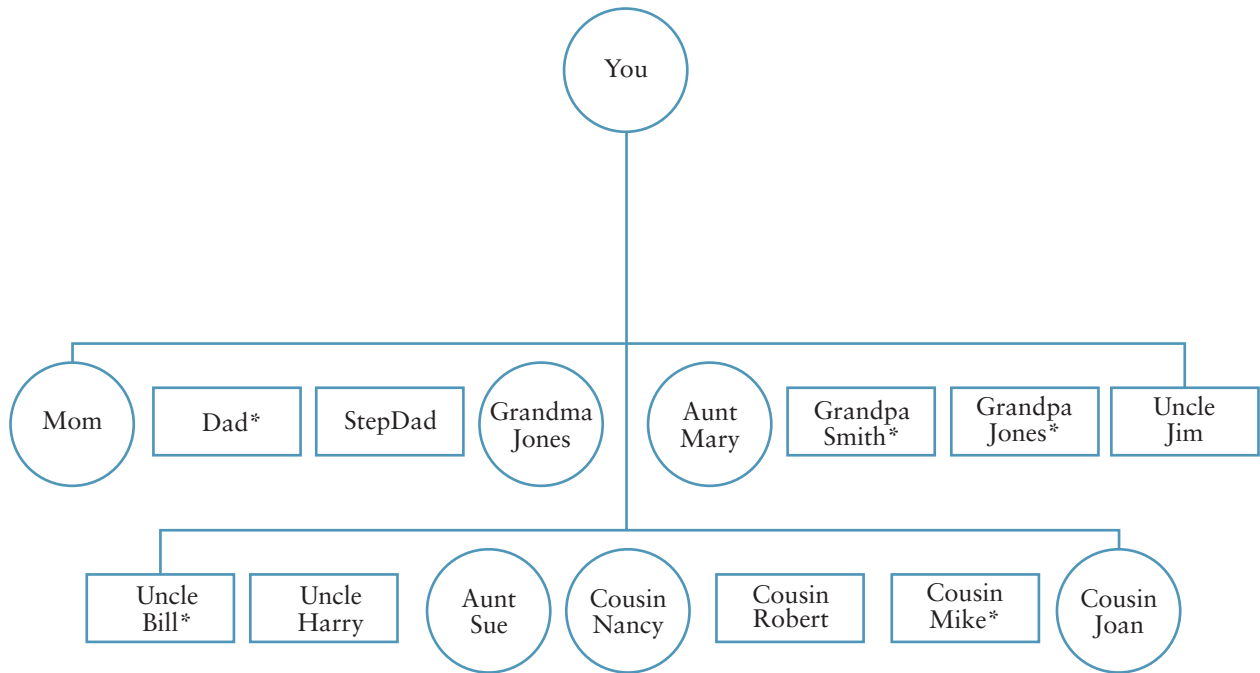 You
Mom
Dad*
StepDad
Grandma
Jones
Aunt
Mary
Grandpa
Smith*
Grandpa
Jones*
Uncle
Jim
Uncle
Bill*
Uncle
Harry
Aunt
Sue
Cousin
Nancy
Cousin
Robert
Cousin
Mike*
Cousin
Joan